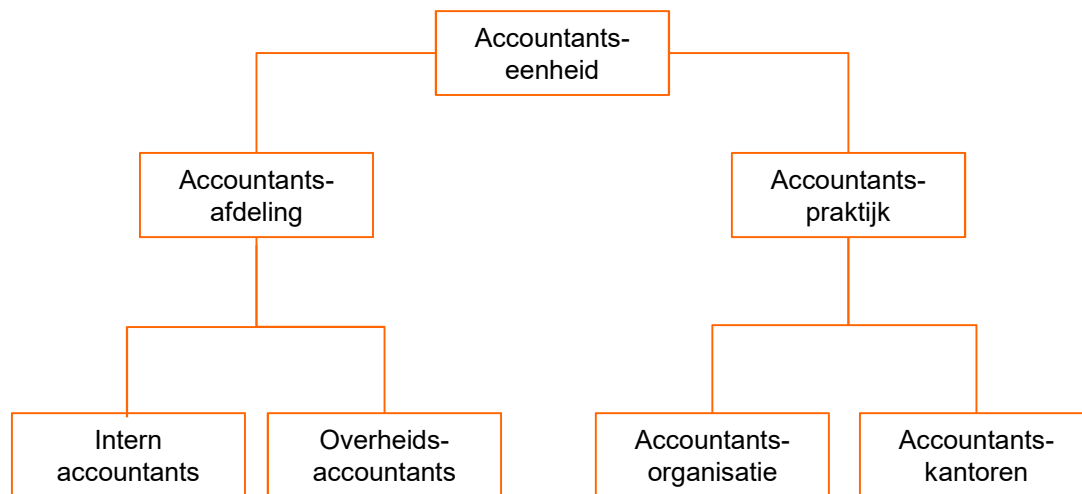 Accountants-
eenheid
Accountants-
afdeling
Accountants-
praktijk
Intern
accountants
Overheids-
accountants
Accountants-
organisatie
Accountants-
kantoren